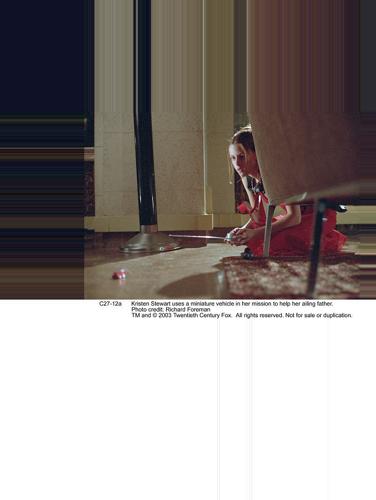 C27-12a Kristen Stewart uses a miniature vehicle in her mission to help her ailing father.
Photo credit: Richard Foreman
TM and © 2003 Twentieth Century Fox. All rights reserved. Not for sale or duplication.